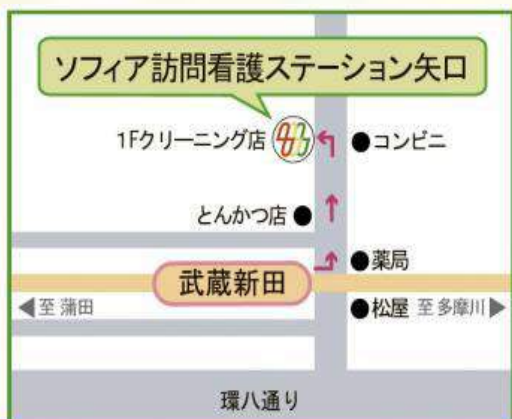 ソフィア訪問看護ステーション矢口
1Fクリーニング店
●コンビニ
とんかつ店●
●薬局
武蔵新田
◀至 蒲田
●松屋 至 多摩川▶
環八通り